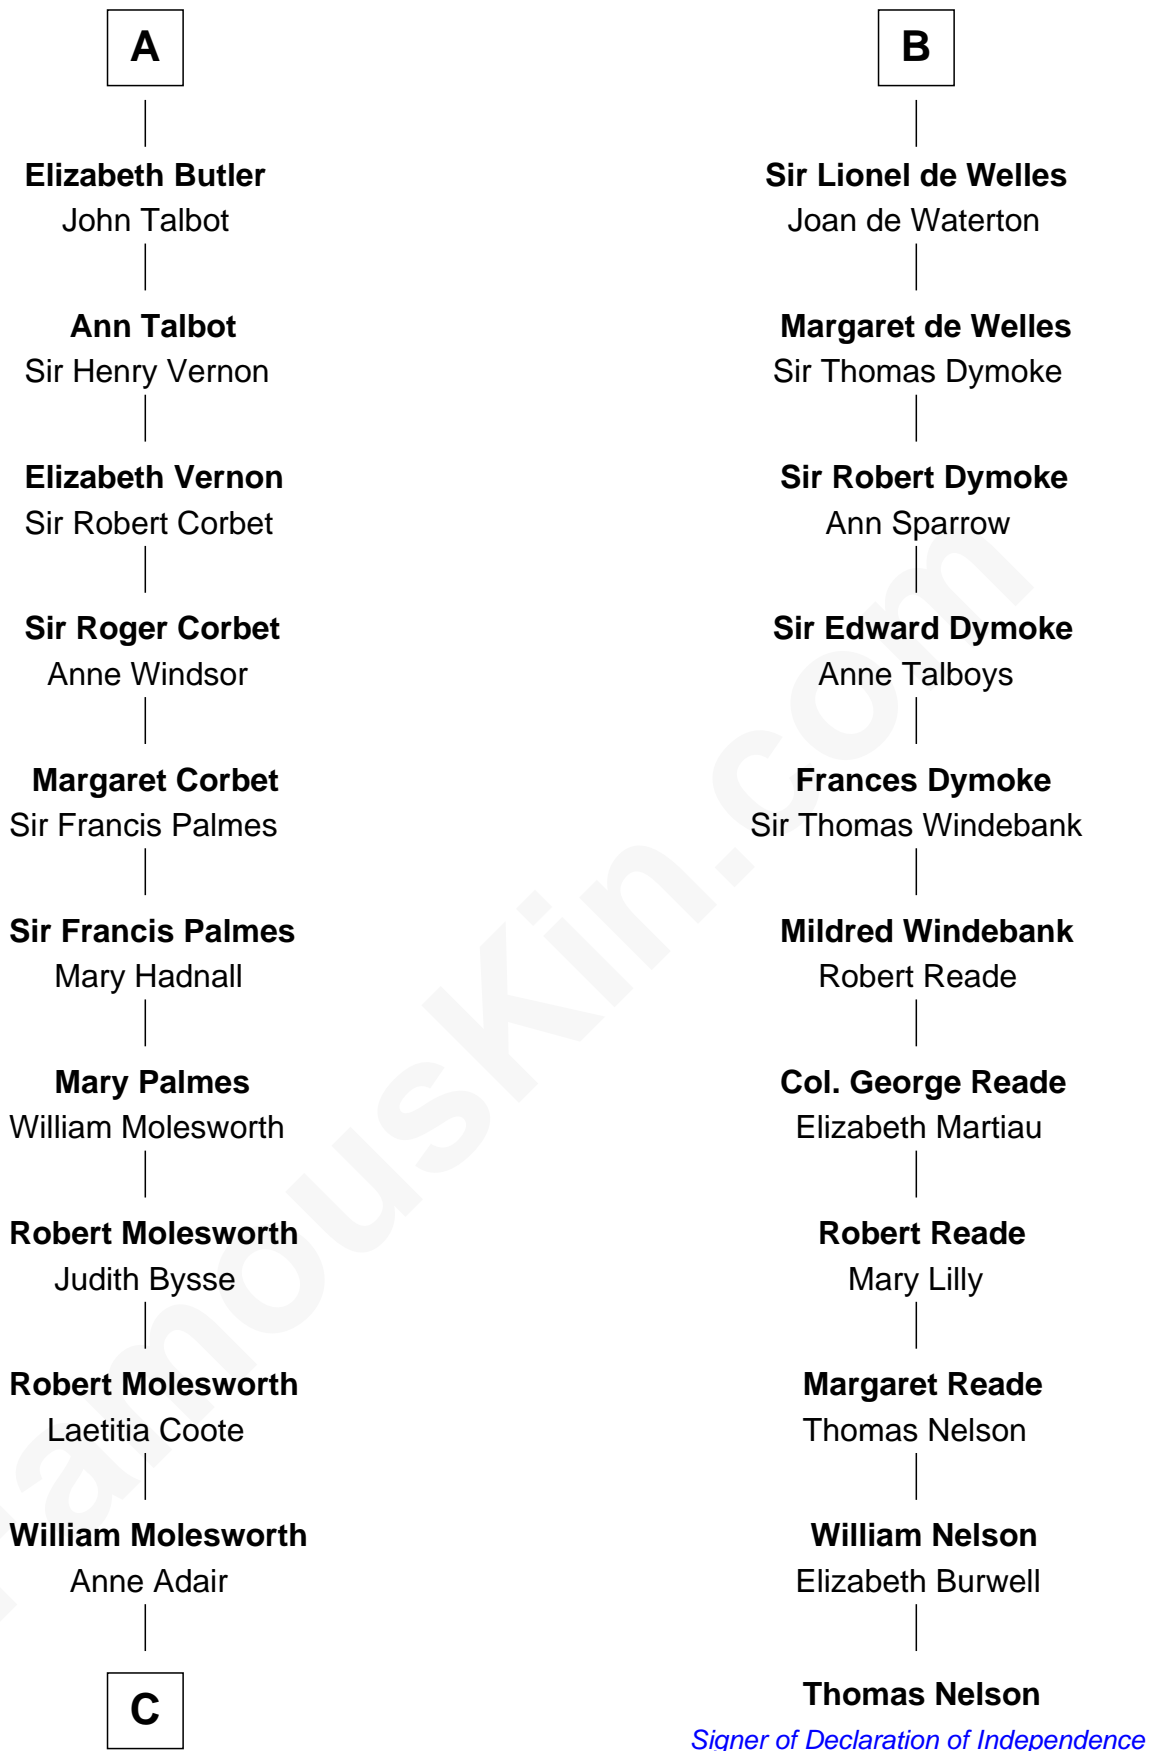 A
Elizabeth Butler
John Talbot
Ann Talbot
Sir Henry Vernon
Elizabeth Vernon
Sir Robert Corbet
Sir Roger Corbet
Anne Windsor
Margaret Corbet
Sir Francis Palmes
Sir Francis Palmes
Mary Hadnall
Mary Palmes
William Molesworth
Robert Molesworth
Judith Bysse
Robert Molesworth
Laetitia Coote
William Molesworth
Anne Adair
C
B
Sir Lionel de Welles
Joan de Waterton
Margaret de Welles
Sir Thomas Dymoke
Sir Robert Dymoke
Ann Sparrow
Sir Edward Dymoke
Anne Talboys
Frances Dymoke
Sir Thomas Windebank
Mildred Windebank
Robert Reade
Col. George Reade
Elizabeth Martiau
Robert Reade
Mary Lilly
Margaret Reade
Thomas Nelson
William Nelson
Elizabeth Burwell
Thomas Nelson
Signer of Declaration of Independence
FamousKin.com